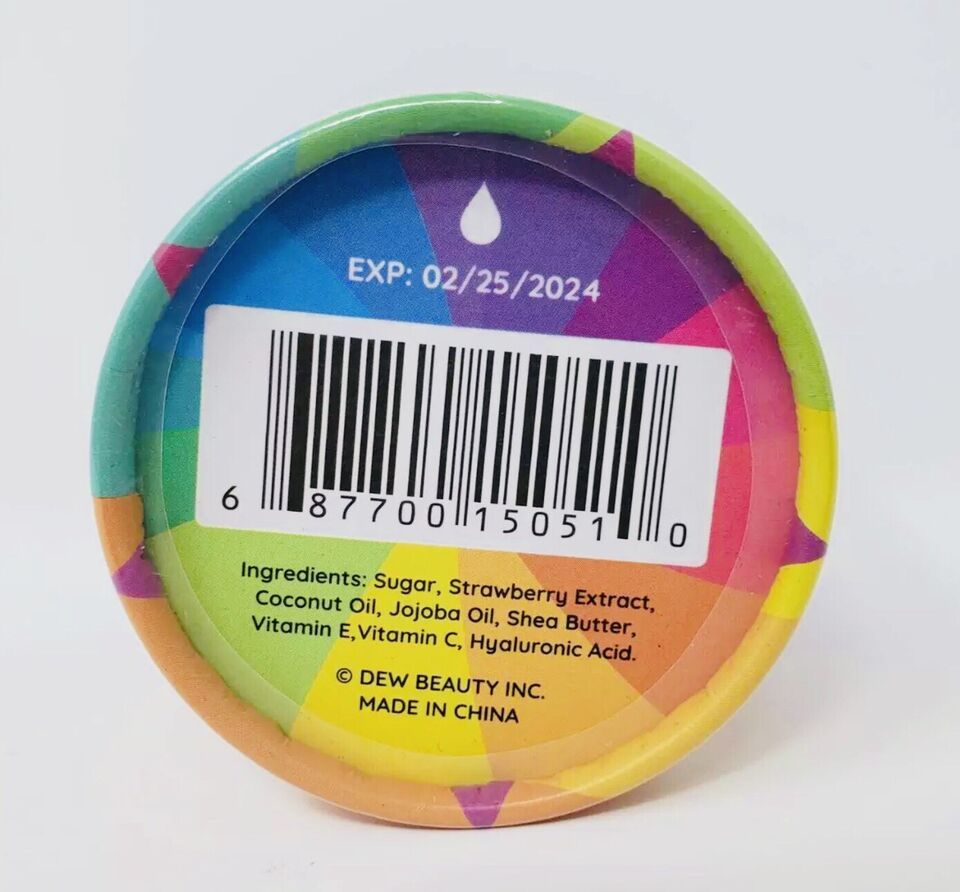 EXP: 02/25/2024
6 87700 15051 0
Ingredients: Sugar, Strawberry Extract,
Coconut Oil, Jojoba Oil, Shea Butter,
Vitamin E,Vitamin C, Hyaluronic Acid.
© DEW BEAUTY INC.
MADE IN CHINA